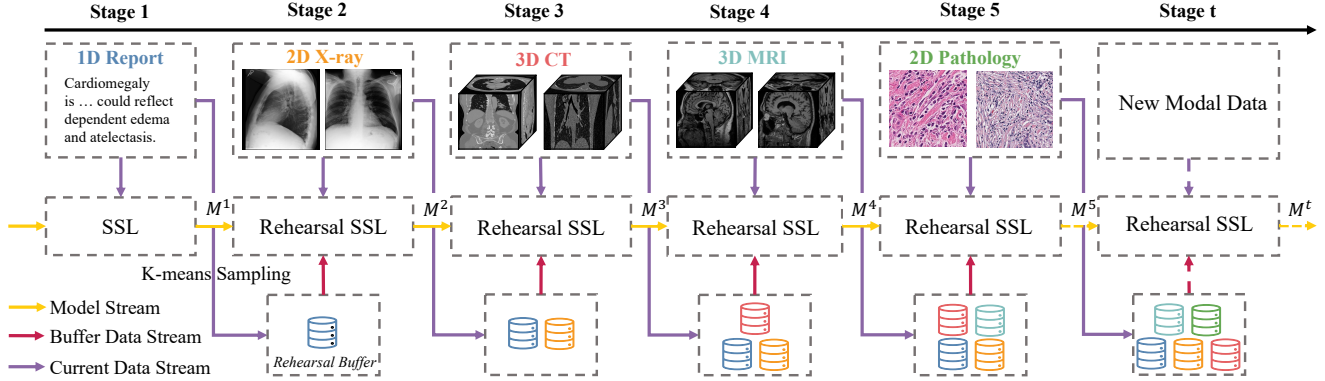 Stage 1
Stage 2
Stage 3
Stage 4
Stage 5
Stage t
1D Report
Cardiomegaly
is … could reflect
dependent edema
and atelectasis.
2D X-ray
3D CT
3D MRI
2D Pathology
New Modal Data
SSL
M¹
Rehearsal SSL
M²
Rehearsal SSL
M³
Rehearsal SSL
M⁴
Rehearsal SSL
M⁵
Rehearsal SSL
Mᵗ
K-means Sampling
Model Stream
Buffer Data Stream
Current Data Stream
Rehearsal Buffer